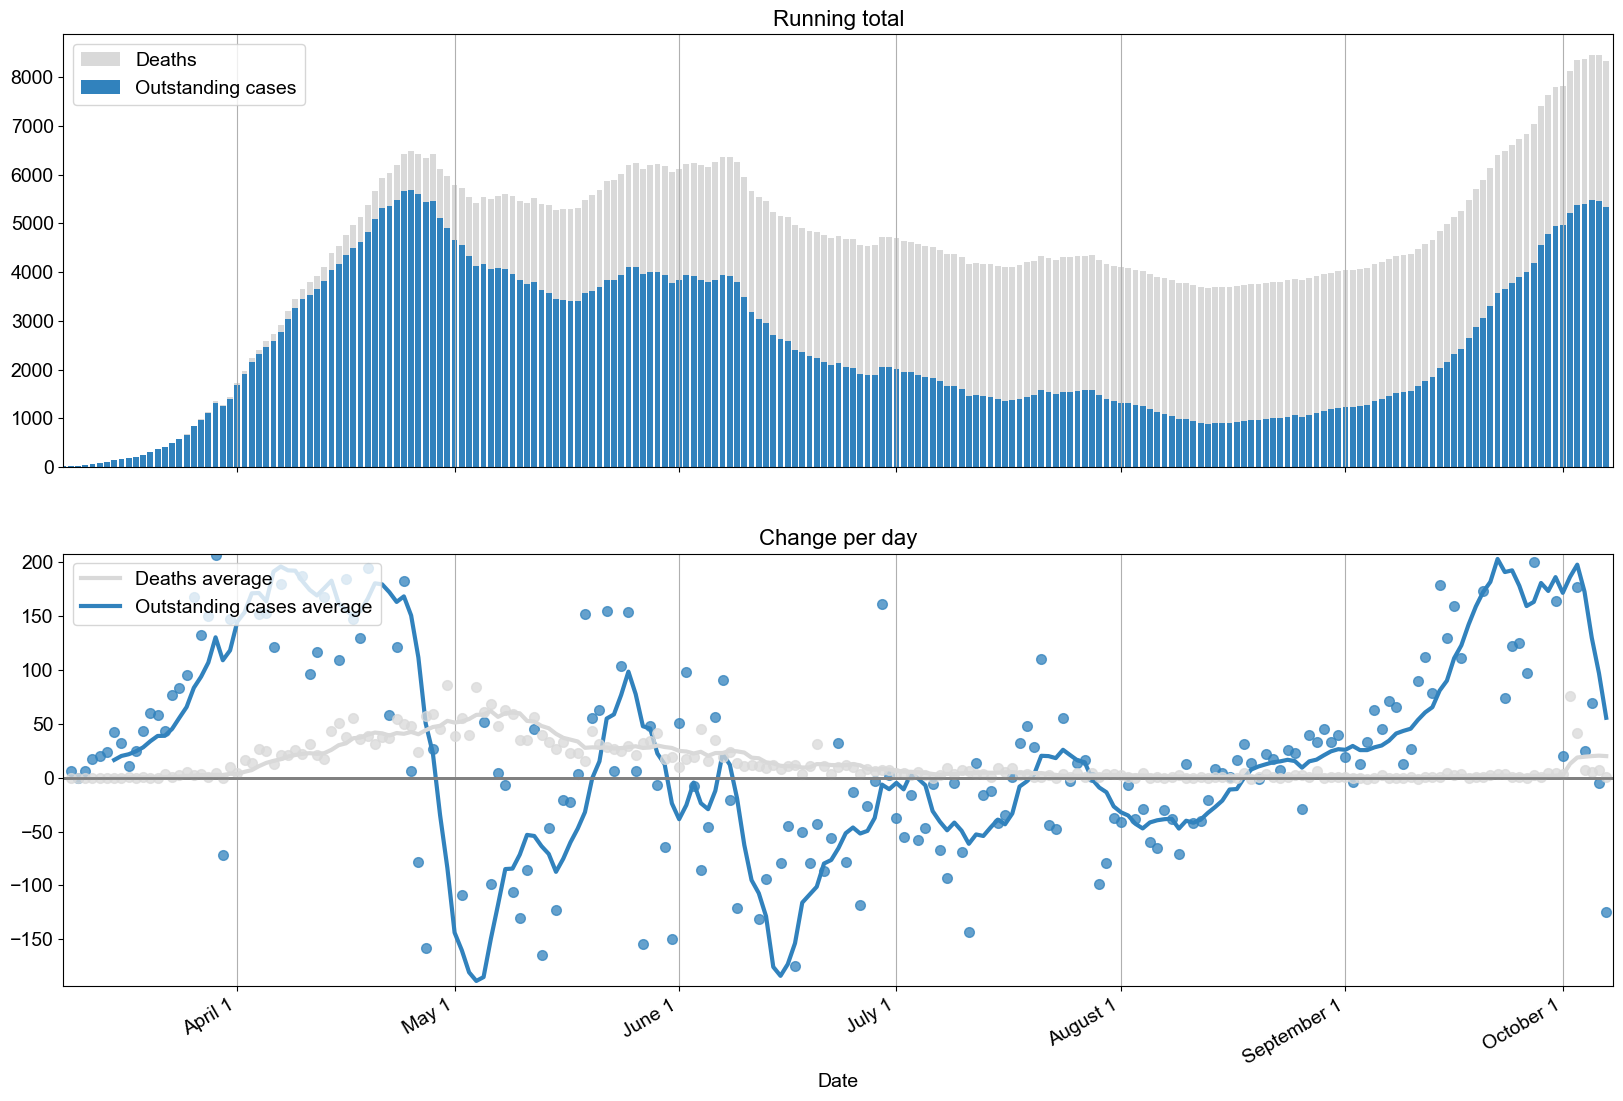 Running total
Deaths
Outstanding cases
8000
7000
6000
5000
4000
3000
2000
1000
0
Change per day
Deaths average
Outstanding cases average
200
150
100
50
0
−50
−100
−150
April 1
May 1
June 1
July 1
August 1
September 1
October 1
Date